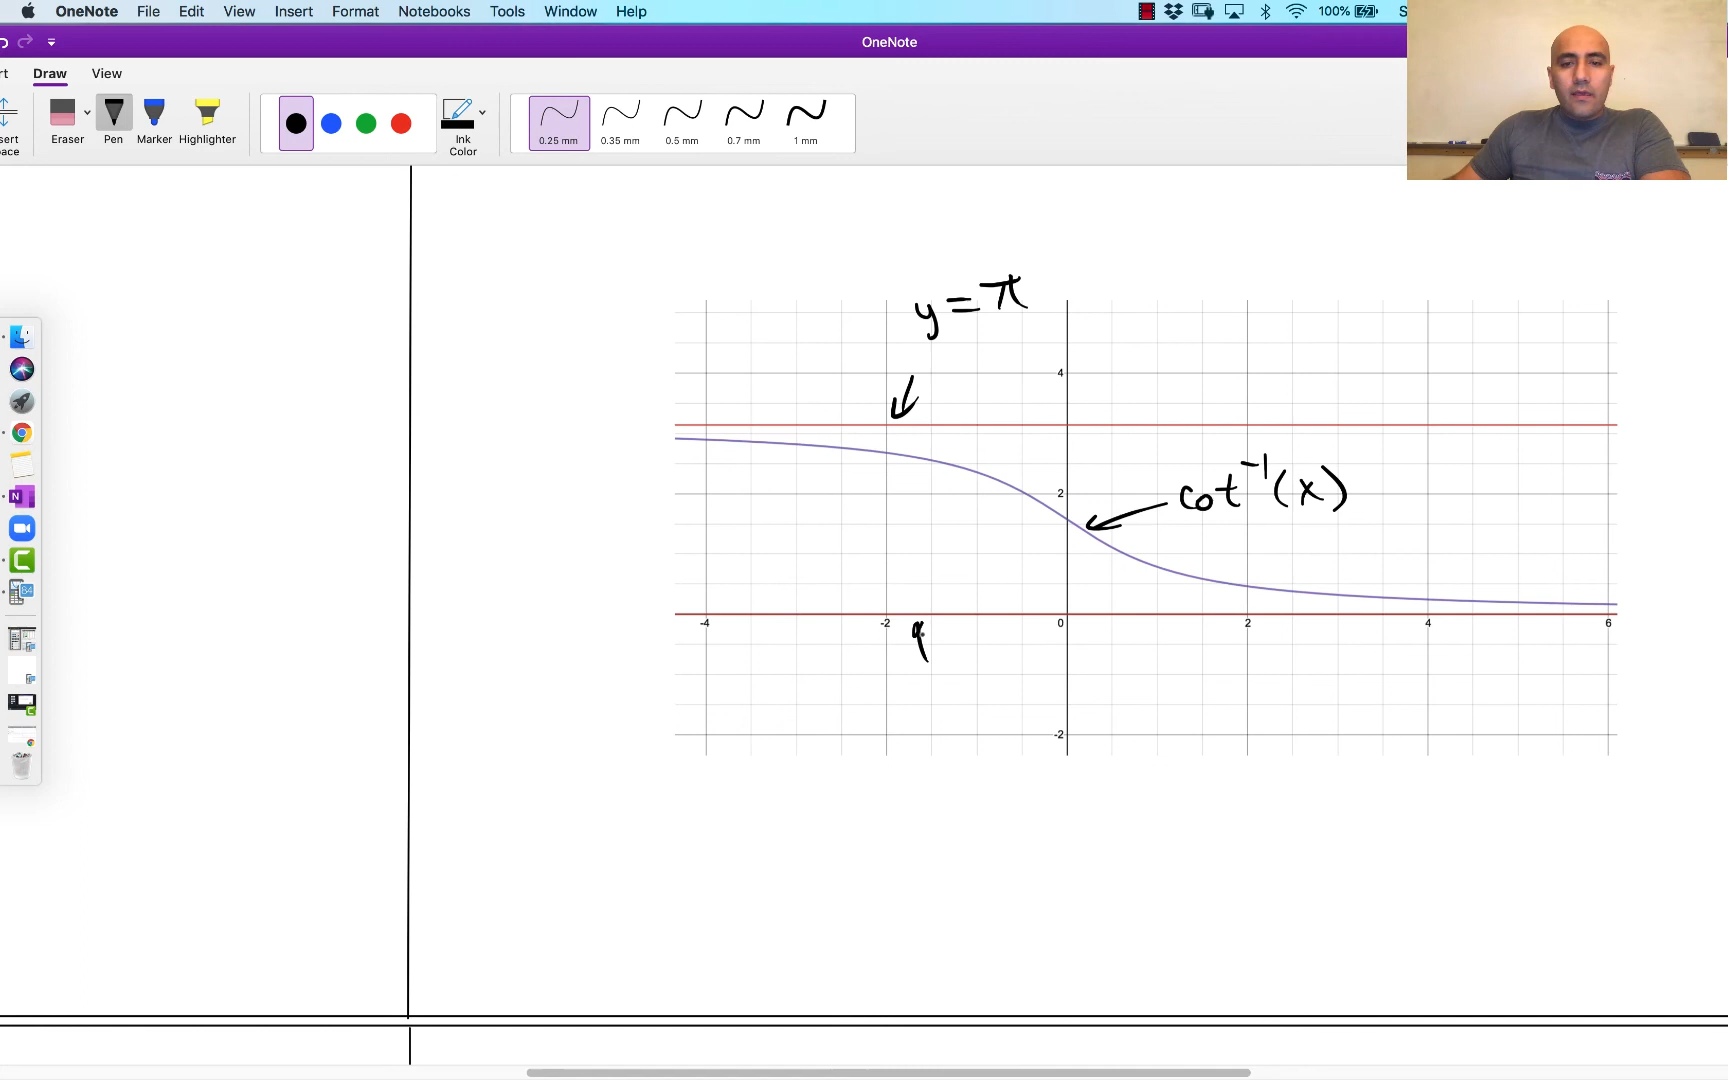 OneNote File Edit View Insert Format Notebooks Tools Window Help
100%
OneNote
Draw View
Eraser Pen Marker Highlighter
Ink Color
0.25 mm 0.35 mm 0.5 mm 0.7 mm 1 mm
y = π
4
cot⁻¹(x)
2
-4 -2 0 2 4 6
-2